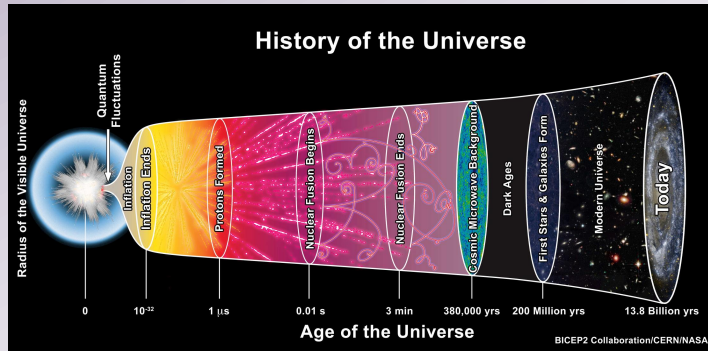 History of the Universe
Radius of the Visible Universe
Quantum
Fluctuations
Inflation
Inflation Ends
Protons Formed
Nuclear Fusion Begins
Nuclear Fusion Ends
Cosmic Microwave Background
Dark Ages
First Stars & Galaxies Form
Modern Universe
Today
0
10⁻³²
1 µs
0.01 s
3 min
380,000 yrs
200 Million yrs
13.8 Billion yrs
Age of the Universe
BICEP2 Collaboration/CERN/NASA